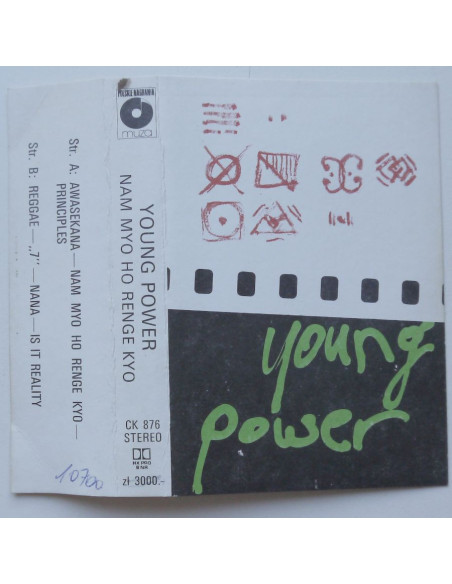 Str. A: AWASEKANA — NAM MYO HO RENGE KYO —
PRINCIPLES
Str. B: REGGAE — „7” — NANA — IS IT REALITY
10700
POLSKIE NAGRANIA
muza
YOUNG POWER
NAM MYO HO RENGE KYO
CK 876
STEREO
zł 3000.-
young
power